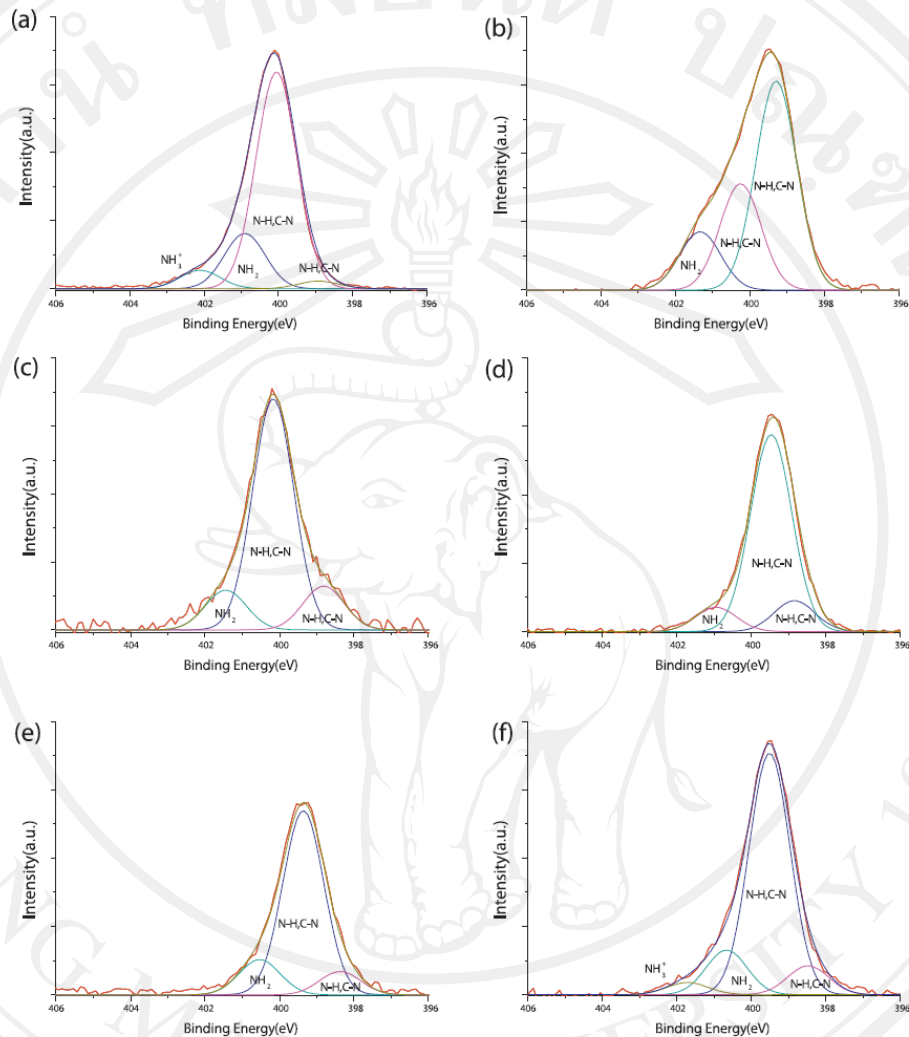 (a)
Intensity(a.u.)
NH₃⁺
NH₂
N-H,C-N
N-H,C-N
406 404 402 400 398 396
Binding Energy(eV)
(b)
Intensity(a.u.)
NH₂
N-H,C-N
N-H,C-N
406 404 402 400 398 396
Binding Energy(eV)
(c)
Intensity(a.u.)
NH₂
N-H,C-N
N-H,C-N
406 404 402 400 398 396
Binding Energy(eV)
(d)
Intensity(a.u.)
NH₂
N-H,C-N
N-H,C-N
406 404 402 400 398 396
Binding Energy(eV)
(e)
Intensity(a.u.)
NH₂
N-H,C-N
N-H,C-N
406 404 402 400 398 396
Binding Energy(eV)
(f)
Intensity(a.u.)
NH₃⁺
NH₂
N-H,C-N
N-H,C-N
406 404 402 400 398 396
Binding Energy(eV)